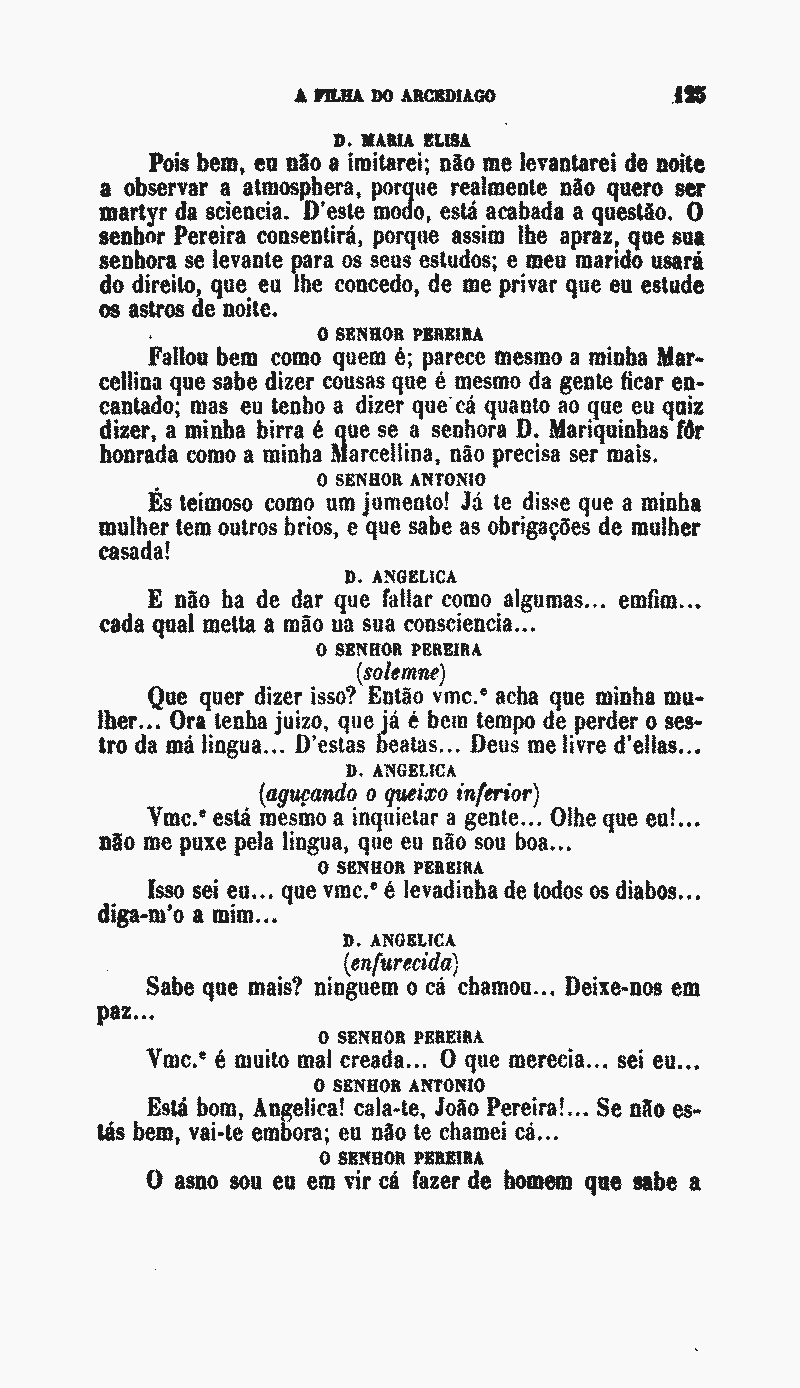 A FILHA DO ARCEDIAGO 125
D. MARIA ELISA
Pois bem, eu não a imitarei; não me levantarei de noite
a observar a atmosphera, porque realmente não quero ser
martyr da sciencia. D'este modo, está acabada a questão. O
senhor Pereira consentirá, porque assim lhe apraz, que sua
senhora se levante para os seus estudos; e meu marido usará
do direito, que eu lhe concedo, de me privar que eu estude
os astros de noite.
O SENHOR PEREIRA
Fallou bem como quem é; parece mesmo a minha Mar-
cellina que sabe dizer cousas que é mesmo da gente ficar en-
cantado; mas eu tenho a dizer que cá quanto ao que eu quiz
dizer, a minha birra é que se a senhora D. Mariquinhas fôr
honrada como a minha Marcellina, não precisa ser mais.
O SENHOR ANTONIO
És teimoso como um jumento! Já te disse que a minha
mulher tem outros brios, e que sabe as obrigações de mulher
casada!
D. ANGELICA
E não ha de dar que fallar como algumas... emfim...
cada qual metta a mão na sua consciencia...
O SENHOR PEREIRA
(solemne)
Que quer dizer isso? Então vmc.ᵉ acha que minha mu-
lher... Ora tenha juizo, que já é bem tempo de perder o ses-
tro da má lingua... D'estas beatas... Deus me livre d'ellas...
D. ANGELICA
(aguçando o queixo inferior)
Vmc.ᵉ está mesmo a inquietar a gente... Olhe que eu!...
não me puxe pela lingua, que eu não sou boa...
O SENHOR PEREIRA
Isso sei eu... que vmc.ᵉ é levadinha de todos os diabos...
diga-m'o a mim...
D. ANGELICA
(enfurecida)
Sabe que mais? ninguem o cá chamou... Deixe-nos em
paz...
O SENHOR PEREIRA
Vmc.ᵉ é muito mal creada... O que merecia... sei eu...
O SENHOR ANTONIO
Está bom, Angelica! cala-te, João Pereira!... Se não es-
tás bem, vai-te embora; eu não te chamei cá...
O SENHOR PEREIRA
O asno sou eu em vir cá fazer de homem que sabe a